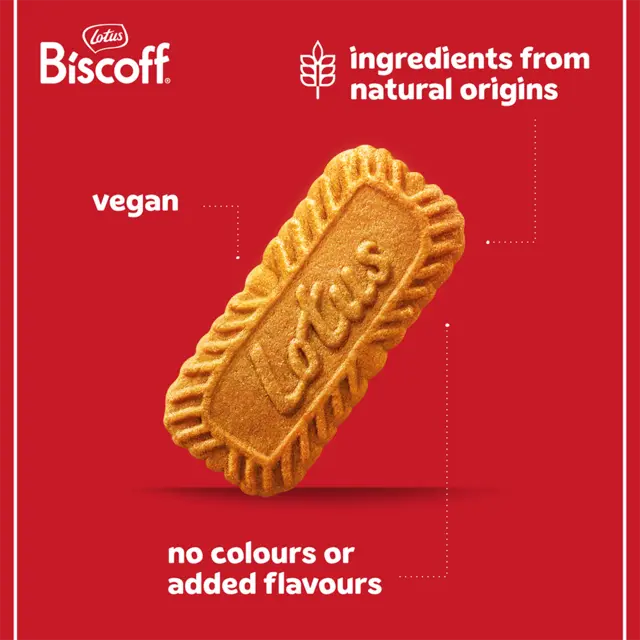 Lotus
Biscoff®
ingredients from
natural origins
vegan
Lotus
no colours or
added flavours